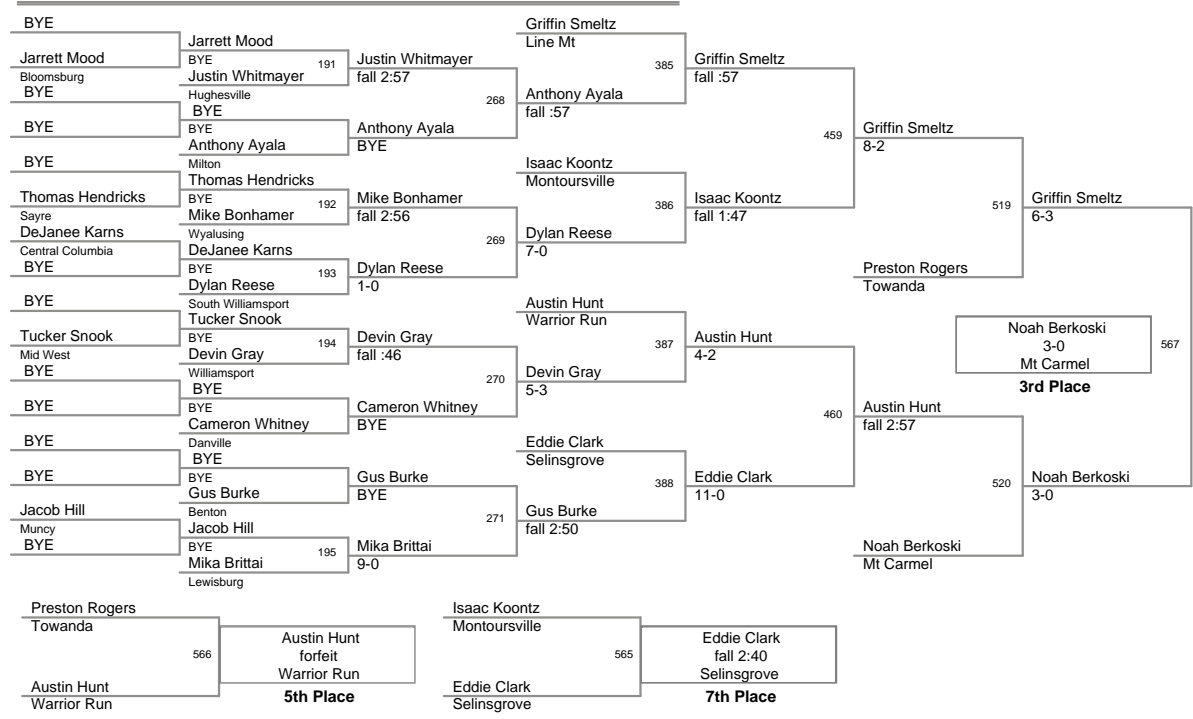 BYE
Jarrett Mood
Bloomsburg
BYE
BYE
BYE
Thomas Hendricks
Sayre
DeJanee Karns
Central Columbia
BYE
BYE
Tucker Snook
Mid West
BYE
BYE
BYE
BYE
Jacob Hill
Muncy
BYE
Jarrett Mood
BYE
191
Justin Whitmayer
Hughesville
BYE
BYE
Anthony Ayala
Milton
Thomas Hendricks
BYE
192
Mike Bonhamer
Wyalusing
DeJanee Karns
BYE
193
Dylan Reese
South Williamsport
Tucker Snook
BYE
194
Devin Gray
Williamsport
BYE
BYE
Cameron Whitney
Danville
BYE
BYE
Gus Burke
Benton
Jacob Hill
BYE
195
Mika Brittai
Lewisburg
Justin Whitmayer
fall 2:57
268
Anthony Ayala
BYE
Mike Bonhamer
fall 2:56
269
Dylan Reese
1-0
Devin Gray
fall :46
270
Cameron Whitney
BYE
Gus Burke
BYE
271
Mika Brittai
9-0
Griffin Smeltz
Line Mt
385
Anthony Ayala
fall :57
Isaac Koontz
Montoursville
386
Dylan Reese
7-0
Austin Hunt
Warrior Run
387
Devin Gray
5-3
Eddie Clark
Selinsgrove
388
Gus Burke
fall 2:50
Griffin Smeltz
fall :57
459
Isaac Koontz
fall 1:47
Austin Hunt
4-2
460
Eddie Clark
11-0
Griffin Smeltz
8-2
519
Preston Rogers
Towanda
Austin Hunt
fall 2:57
520
Noah Berkoski
Mt Carmel
Griffin Smeltz
6-3
Noah Berkoski
3-0
Mt Carmel
567
3rd Place
Noah Berkoski
3-0
Preston Rogers
Towanda
566
Austin Hunt
Warrior Run
Austin Hunt
forfeit
Warrior Run
5th Place
Isaac Koontz
Montoursville
565
Eddie Clark
Selinsgrove
Eddie Clark
fall 2:40
Selinsgrove
7th Place